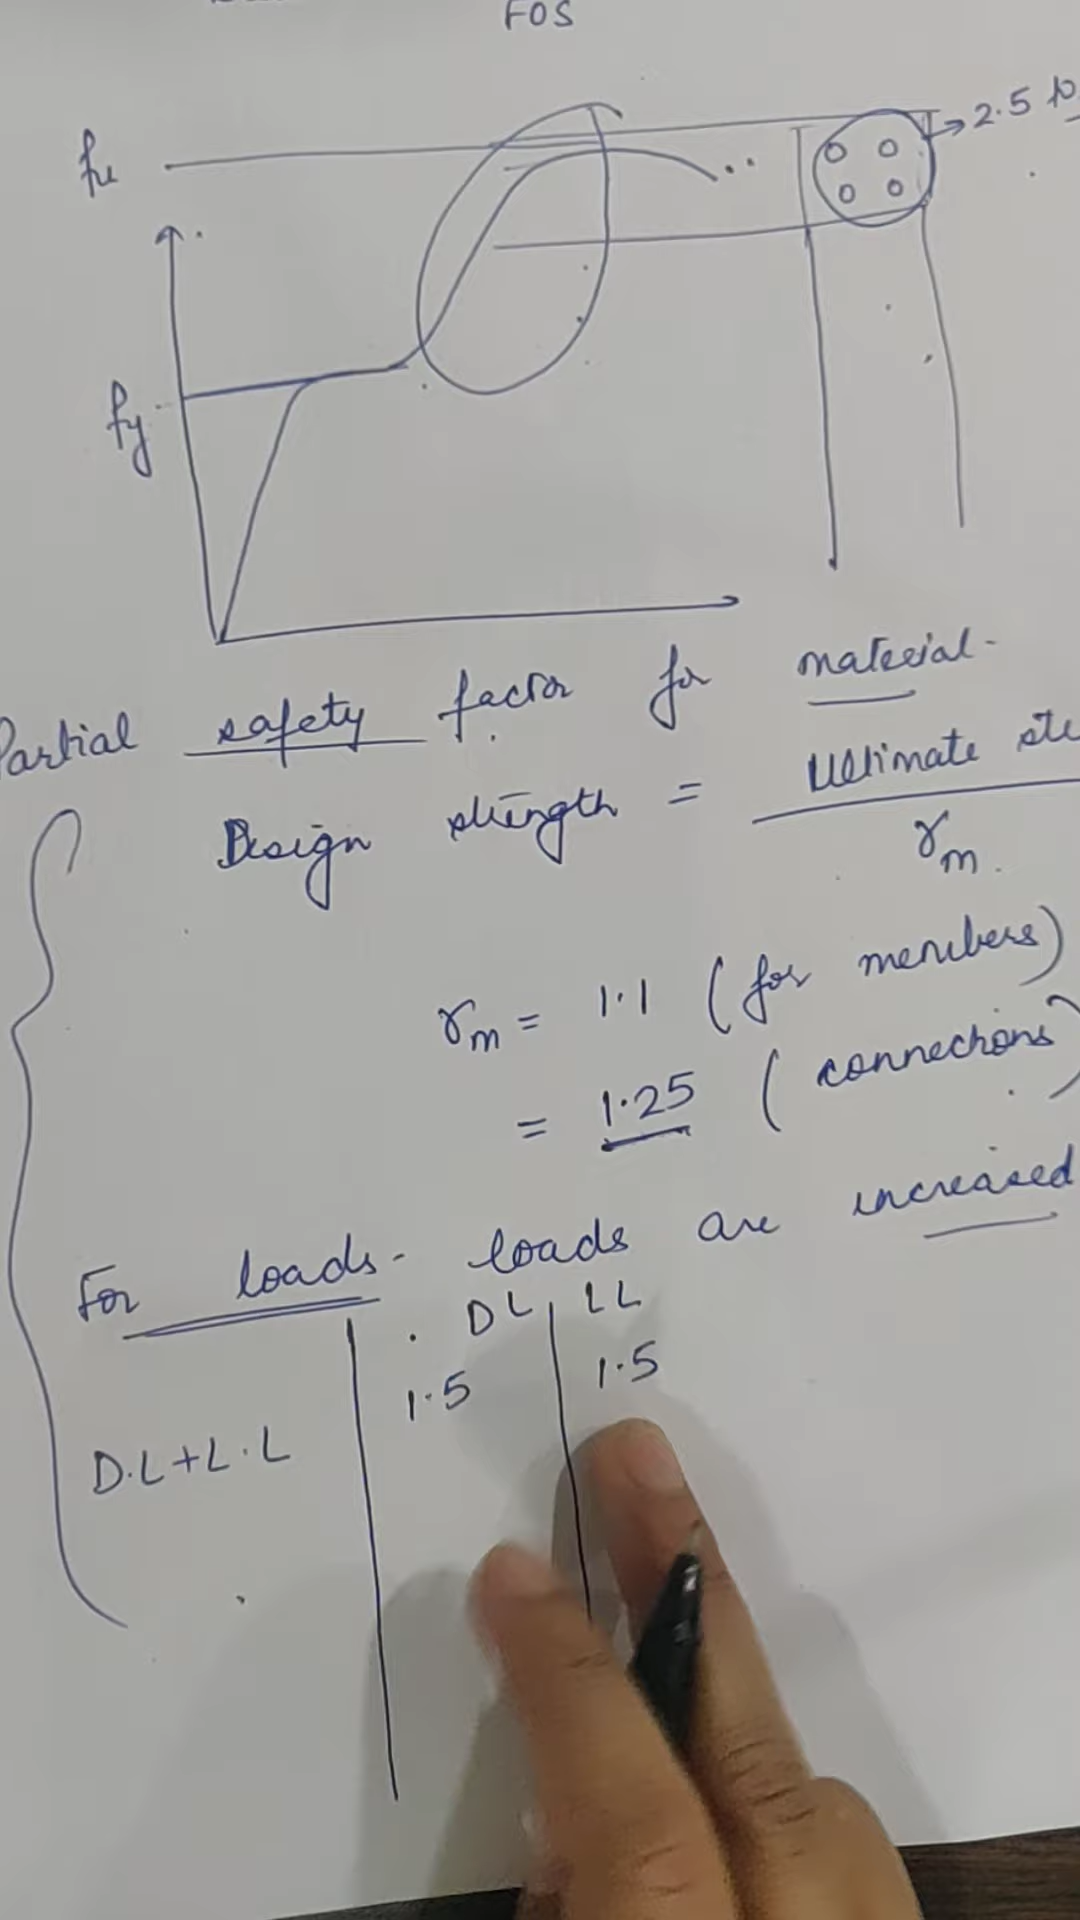 FOS
fu
→2.5
fy
Partial safety factor for material-
Design strength = Ultimate
γm.
γm = 1.1 (for members)
= 1.25 (connections)
For loads- loads are increased
DL LL
1.5 1.5
D.L+L.L